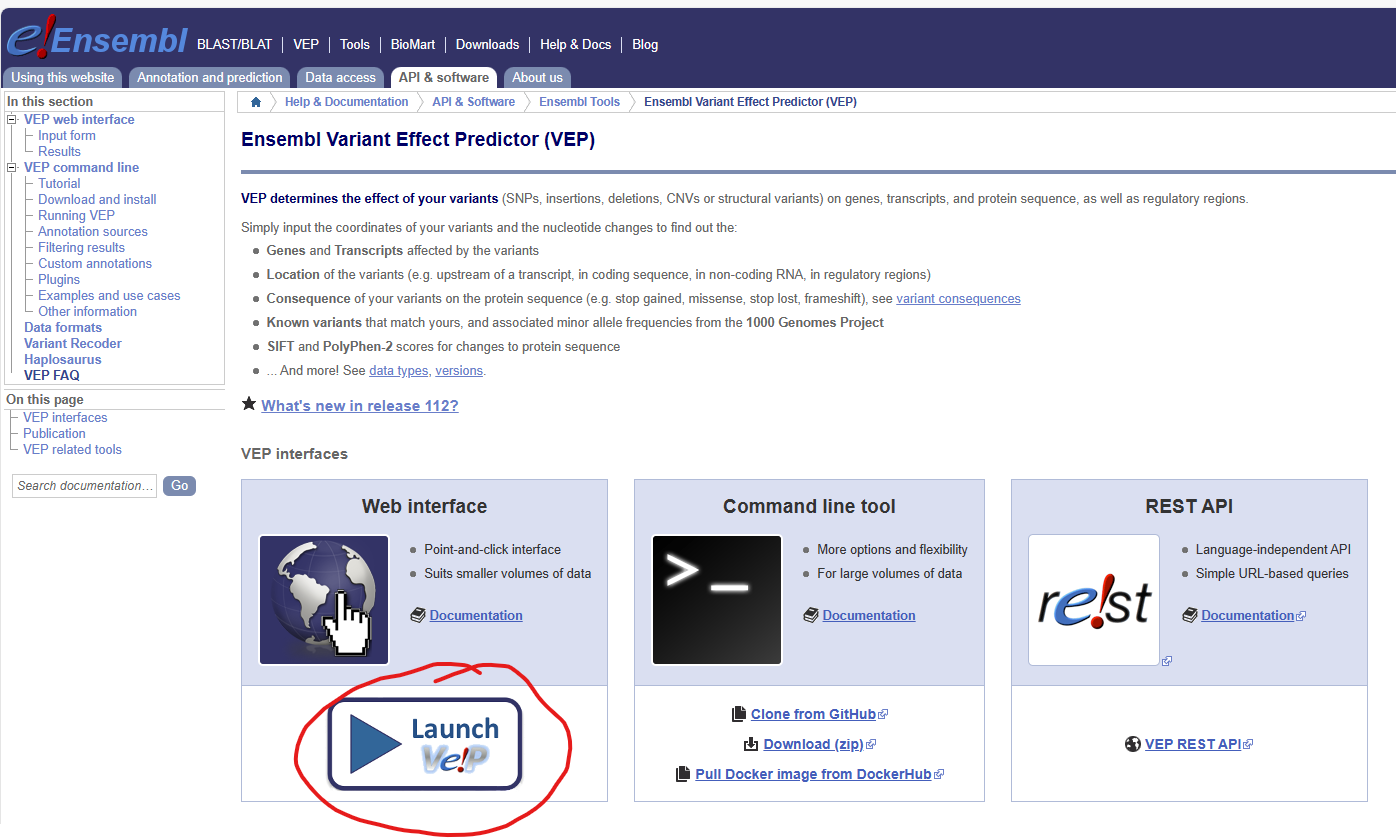 e!Ensembl BLAST/BLAT | VEP | Tools | BioMart | Downloads | Help & Docs | Blog
Using this website Annotation and prediction Data access API & software About us
In this section
VEP web interface
Input form
Results
VEP command line
Tutorial
Download and install
Running VEP
Annotation sources
Filtering results
Custom annotations
Plugins
Examples and use cases
Other information
Data formats
Variant Recoder
Haplosaurus
VEP FAQ
On this page
VEP interfaces
Publication
VEP related tools
Search documentation... Go
Help & Documentation API & Software Ensembl Tools Ensembl Variant Effect Predictor (VEP)
Ensembl Variant Effect Predictor (VEP)
VEP determines the effect of your variants (SNPs, insertions, deletions, CNVs or structural variants) on genes, transcripts, and protein sequence, as well as regulatory regions.
Simply input the coordinates of your variants and the nucleotide changes to find out the:
Genes and Transcripts affected by the variants
Location of the variants (e.g. upstream of a transcript, in coding sequence, in non-coding RNA, in regulatory regions)
Consequence of your variants on the protein sequence (e.g. stop gained, missense, stop lost, frameshift), see variant consequences
Known variants that match yours, and associated minor allele frequencies from the 1000 Genomes Project
SIFT and PolyPhen-2 scores for changes to protein sequence
... And more! See data types, versions.
What's new in release 112?
VEP interfaces
Web interface
Point-and-click interface
Suits smaller volumes of data
Documentation
Launch
Ve!P
Command line tool
>_
More options and flexibility
For large volumes of data
Documentation
Clone from GitHub
Download (zip)
Pull Docker image from DockerHub
REST API
re!st
Language-independent API
Simple URL-based queries
Documentation
VEP REST API